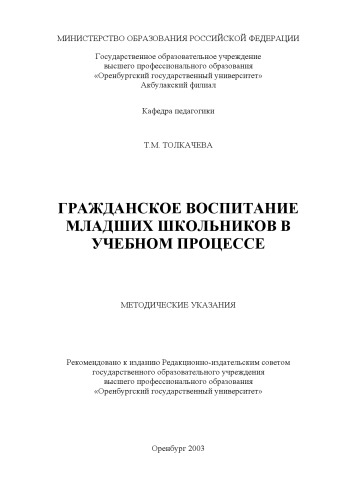 МИНИСТЕРСТВО ОБРАЗОВАНИЯ РОССИЙСКОЙ ФЕДЕРАЦИИ
Государственное образовательное учреждение
высшего профессионального образования
«Оренбургский государственный университет»
Акбулакский филиал
Кафедра педагогики
Т.М. ТОЛКАЧЕВА
ГРАЖДАНСКОЕ ВОСПИТАНИЕ
МЛАДШИХ ШКОЛЬНИКОВ В
УЧЕБНОМ ПРОЦЕССЕ
МЕТОДИЧЕСКИЕ УКАЗАНИЯ
Рекомендовано к изданию Редакционно-издательским советом
государственного образовательного учреждения
высшего профессионального образования
«Оренбургский государственный университет»
Оренбург 2003